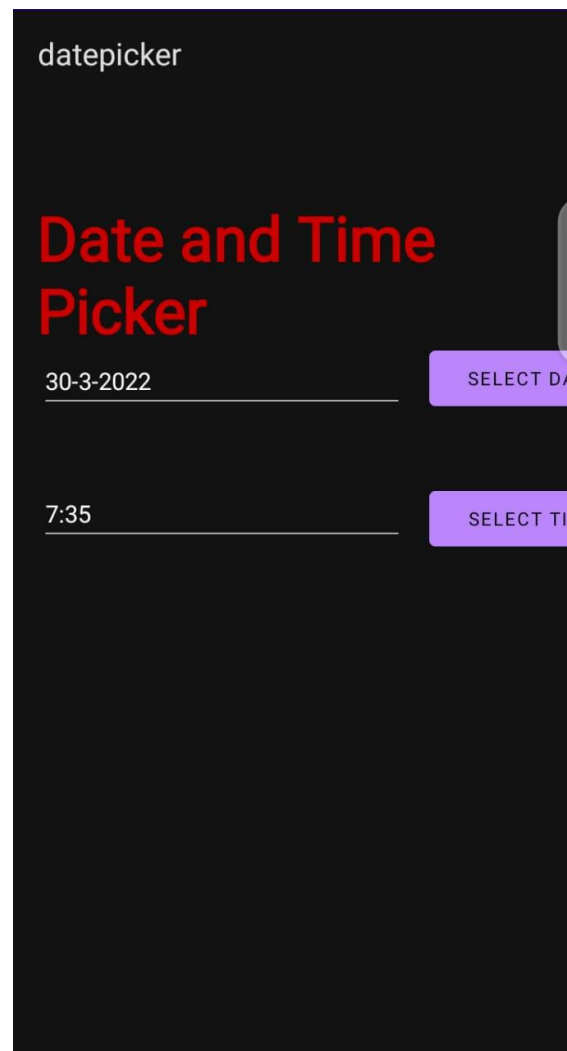 datepicker
Date and Time
Picker
30-3-2022
SELECT DA
7:35
SELECT TI